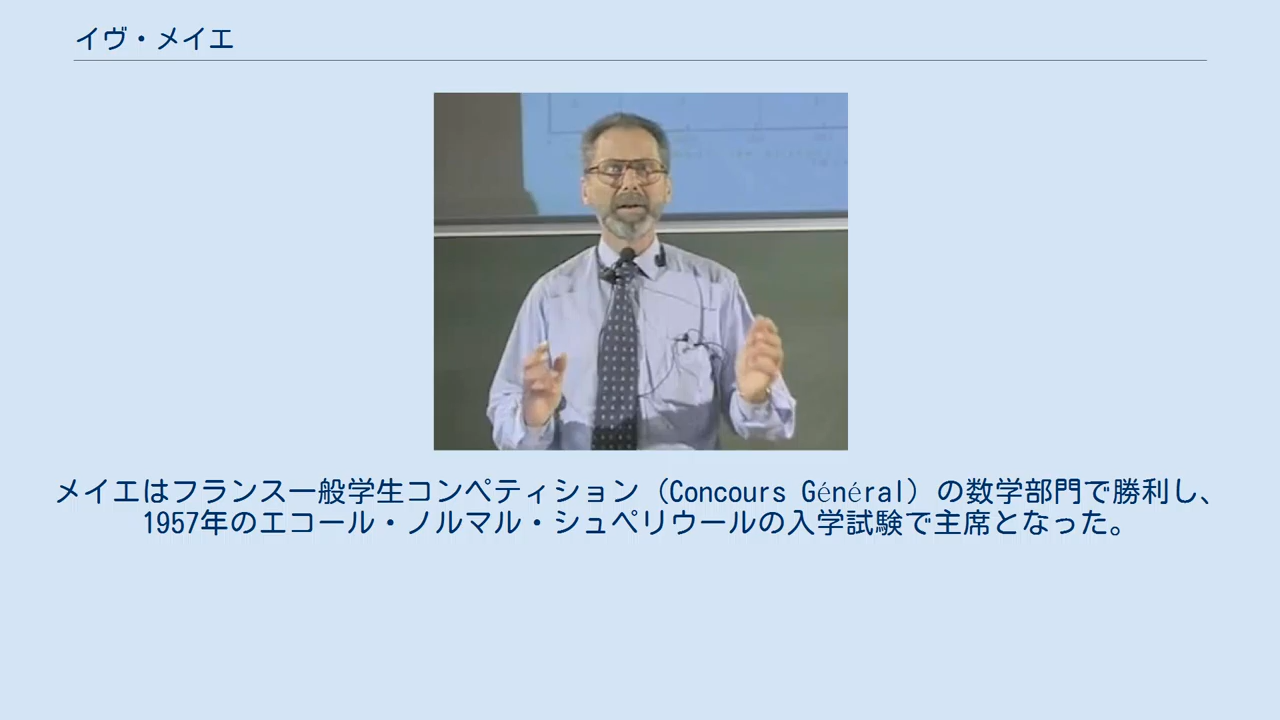 イヴ・メイエ
メイエはフランス一般学生コンペティション（Concours Général）の数学部門で勝利し、
1957年のエコール・ノルマル・シュペリウールの入学試験で主席となった。